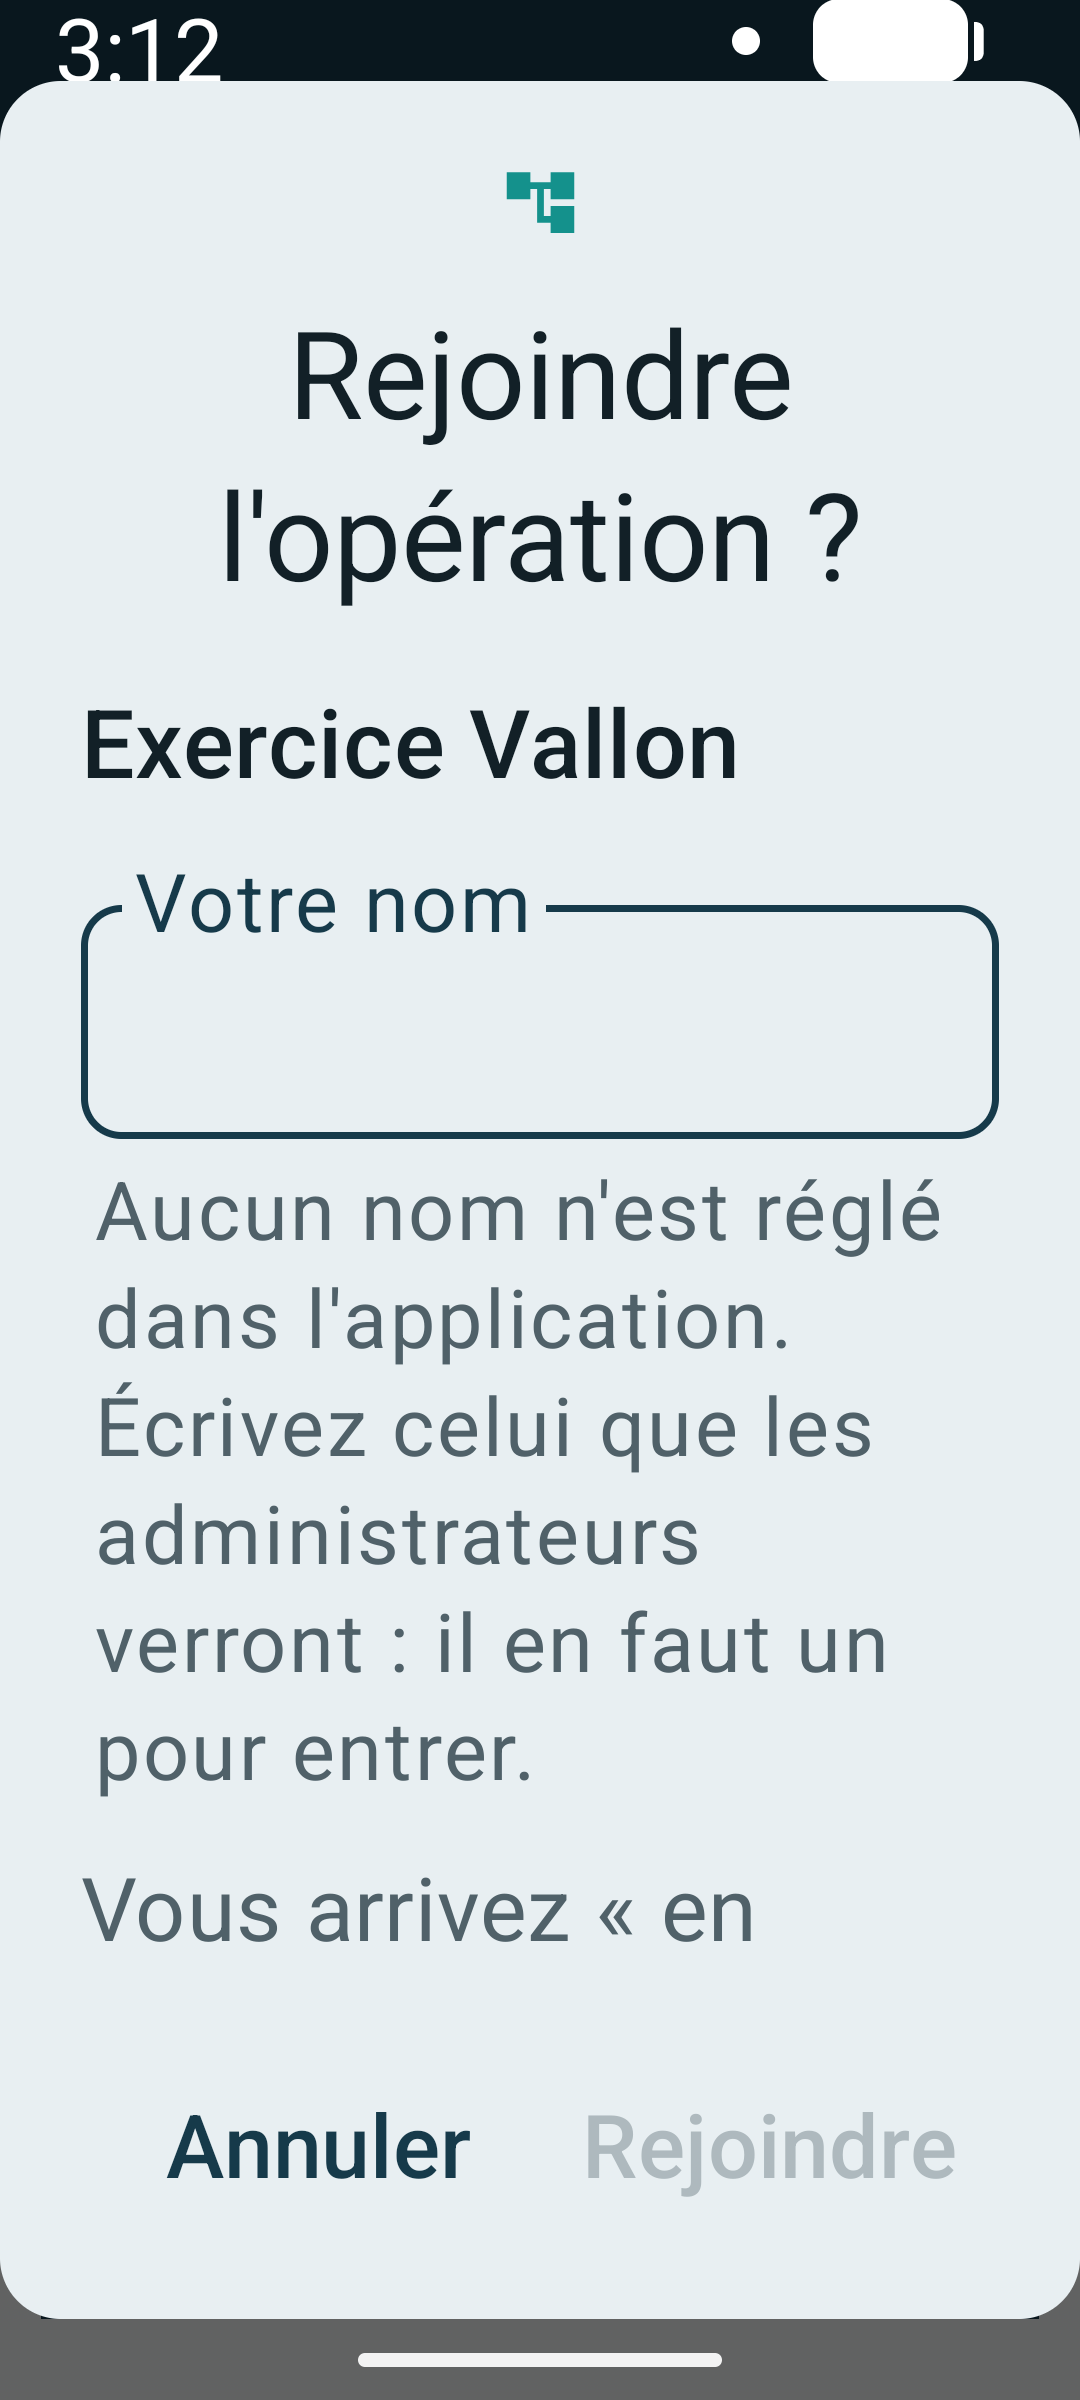 3:12
Rejoindre
l'opération ?
Exercice Vallon
Votre nom
Aucun nom n'est réglé
dans l'application.
Écrivez celui que les
administrateurs
verront : il en faut un
pour entrer.
Vous arrivez « en
Annuler
Rejoindre